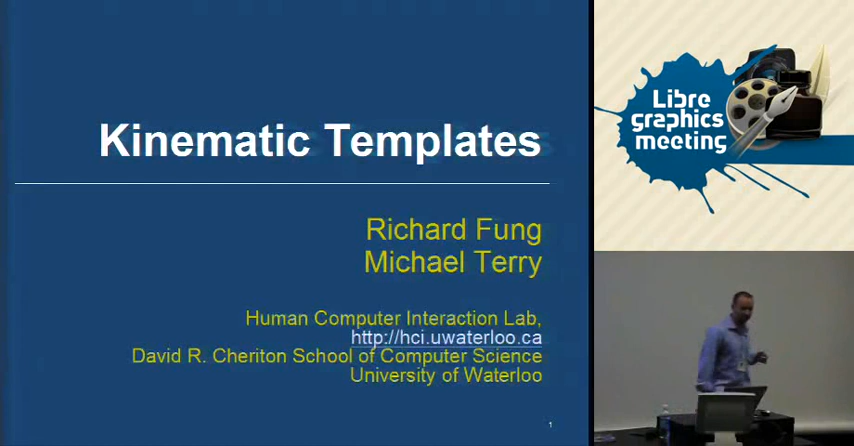 Kinematic Templates
Richard Fung
Michael Terry
Human Computer Interaction Lab,
http://hci.uwaterloo.ca
David R. Cheriton School of Computer Science
University of Waterloo
1
Libre
graphics
meeting